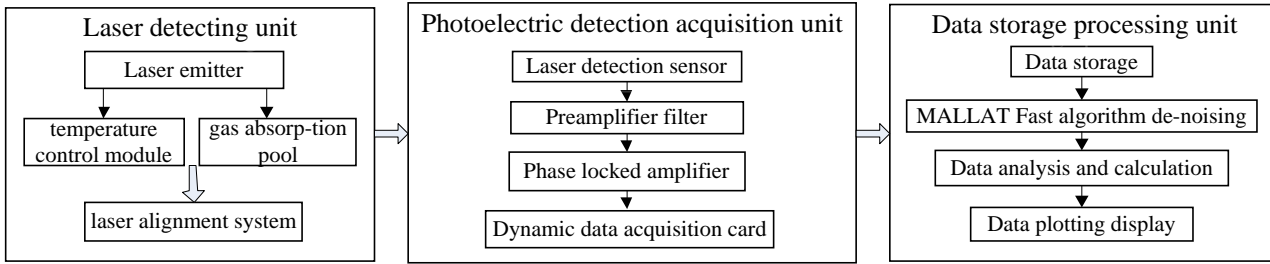 Laser detecting unit
Laser emitter
temperature
control module
gas absorp-tion
pool
laser alignment system
Photoelectric detection acquisition unit
Laser detection sensor
Preamplifier filter
Phase locked amplifier
Dynamic data acquisition card
Data storage processing unit
Data storage
MALLAT Fast algorithm de-noising
Data analysis and calculation
Data plotting display